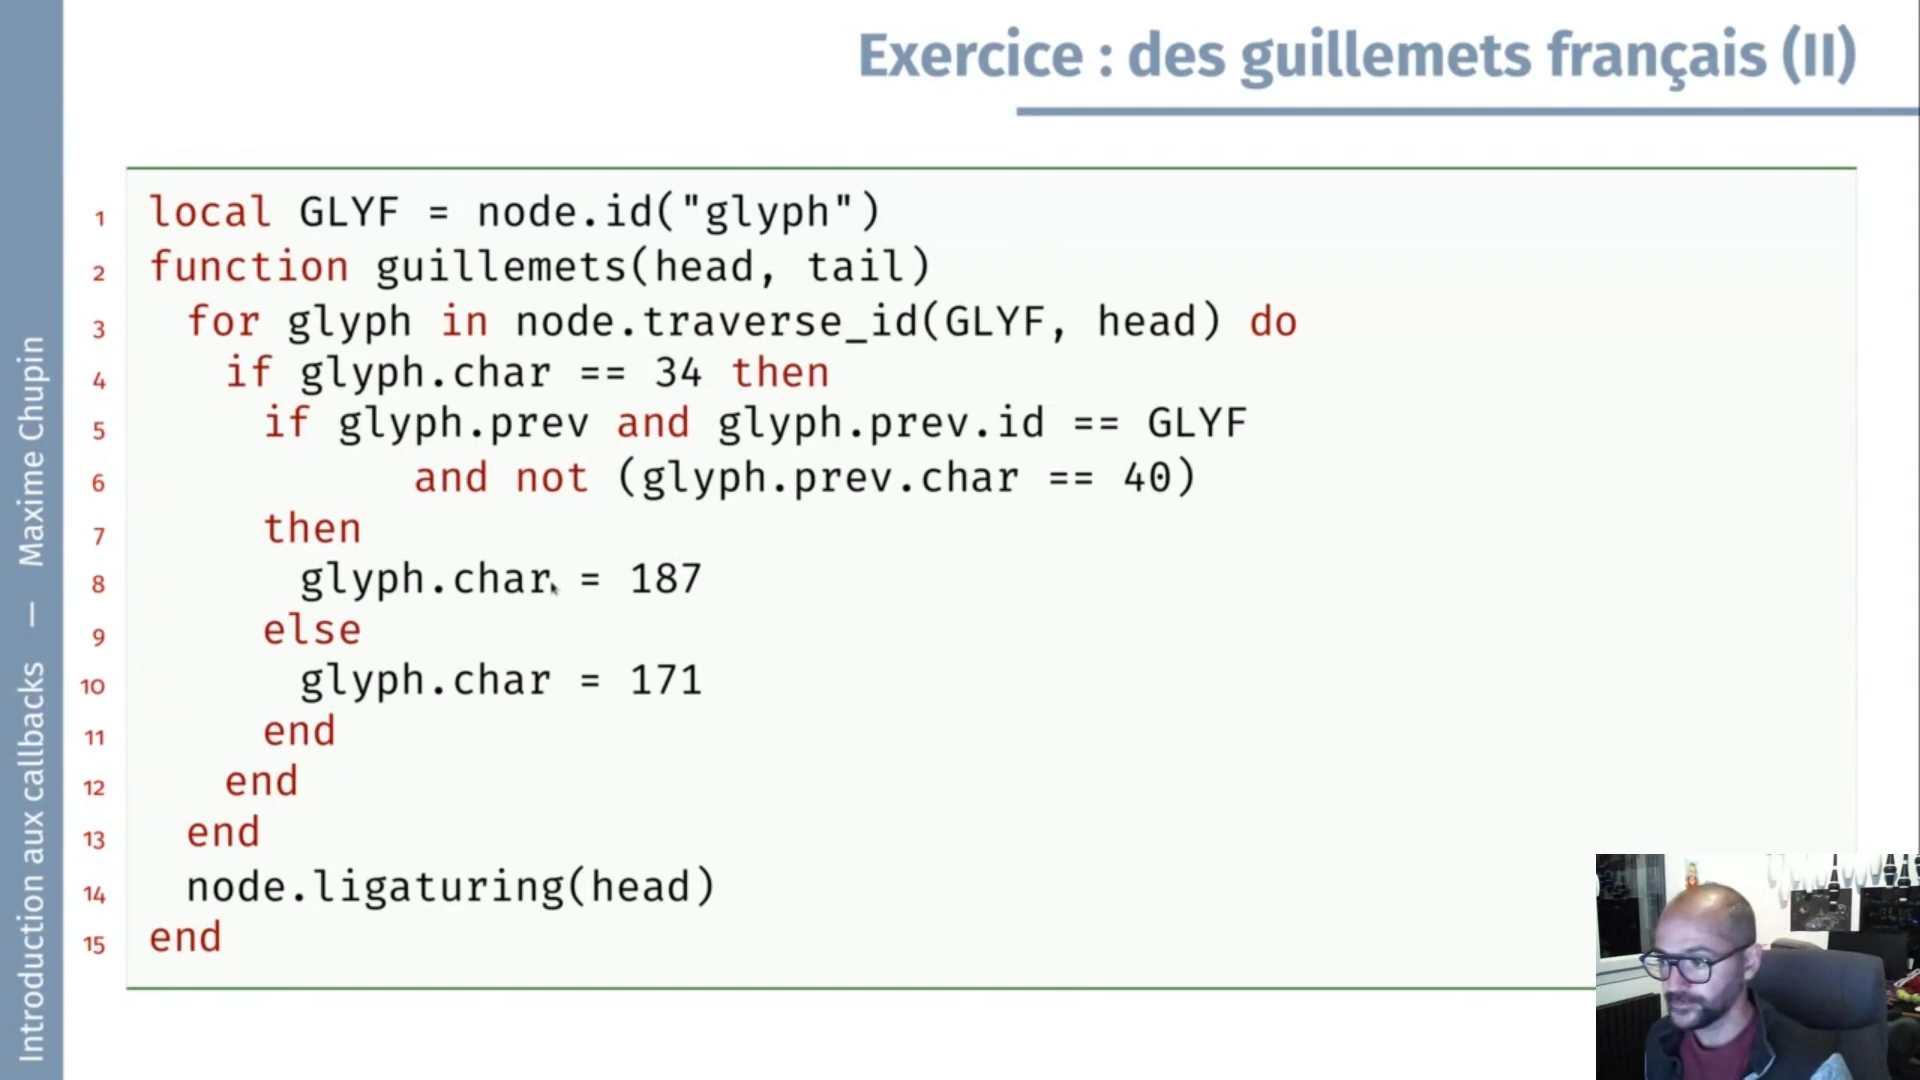 Exercice : des guillemets français (II)
1 local GLYF = node.id("glyph")
2 function guillemets(head, tail)
3 for glyph in node.traverse_id(GLYF, head) do
4 if glyph.char == 34 then
5 if glyph.prev and glyph.prev.id == GLYF
6 and not (glyph.prev.char == 40)
7 then
8 glyph.char = 187
9 else
10 glyph.char = 171
11 end
12 end
13 end
14 node.ligaturing(head)
15 end
Introduction aux callbacks — Maxime Chupin